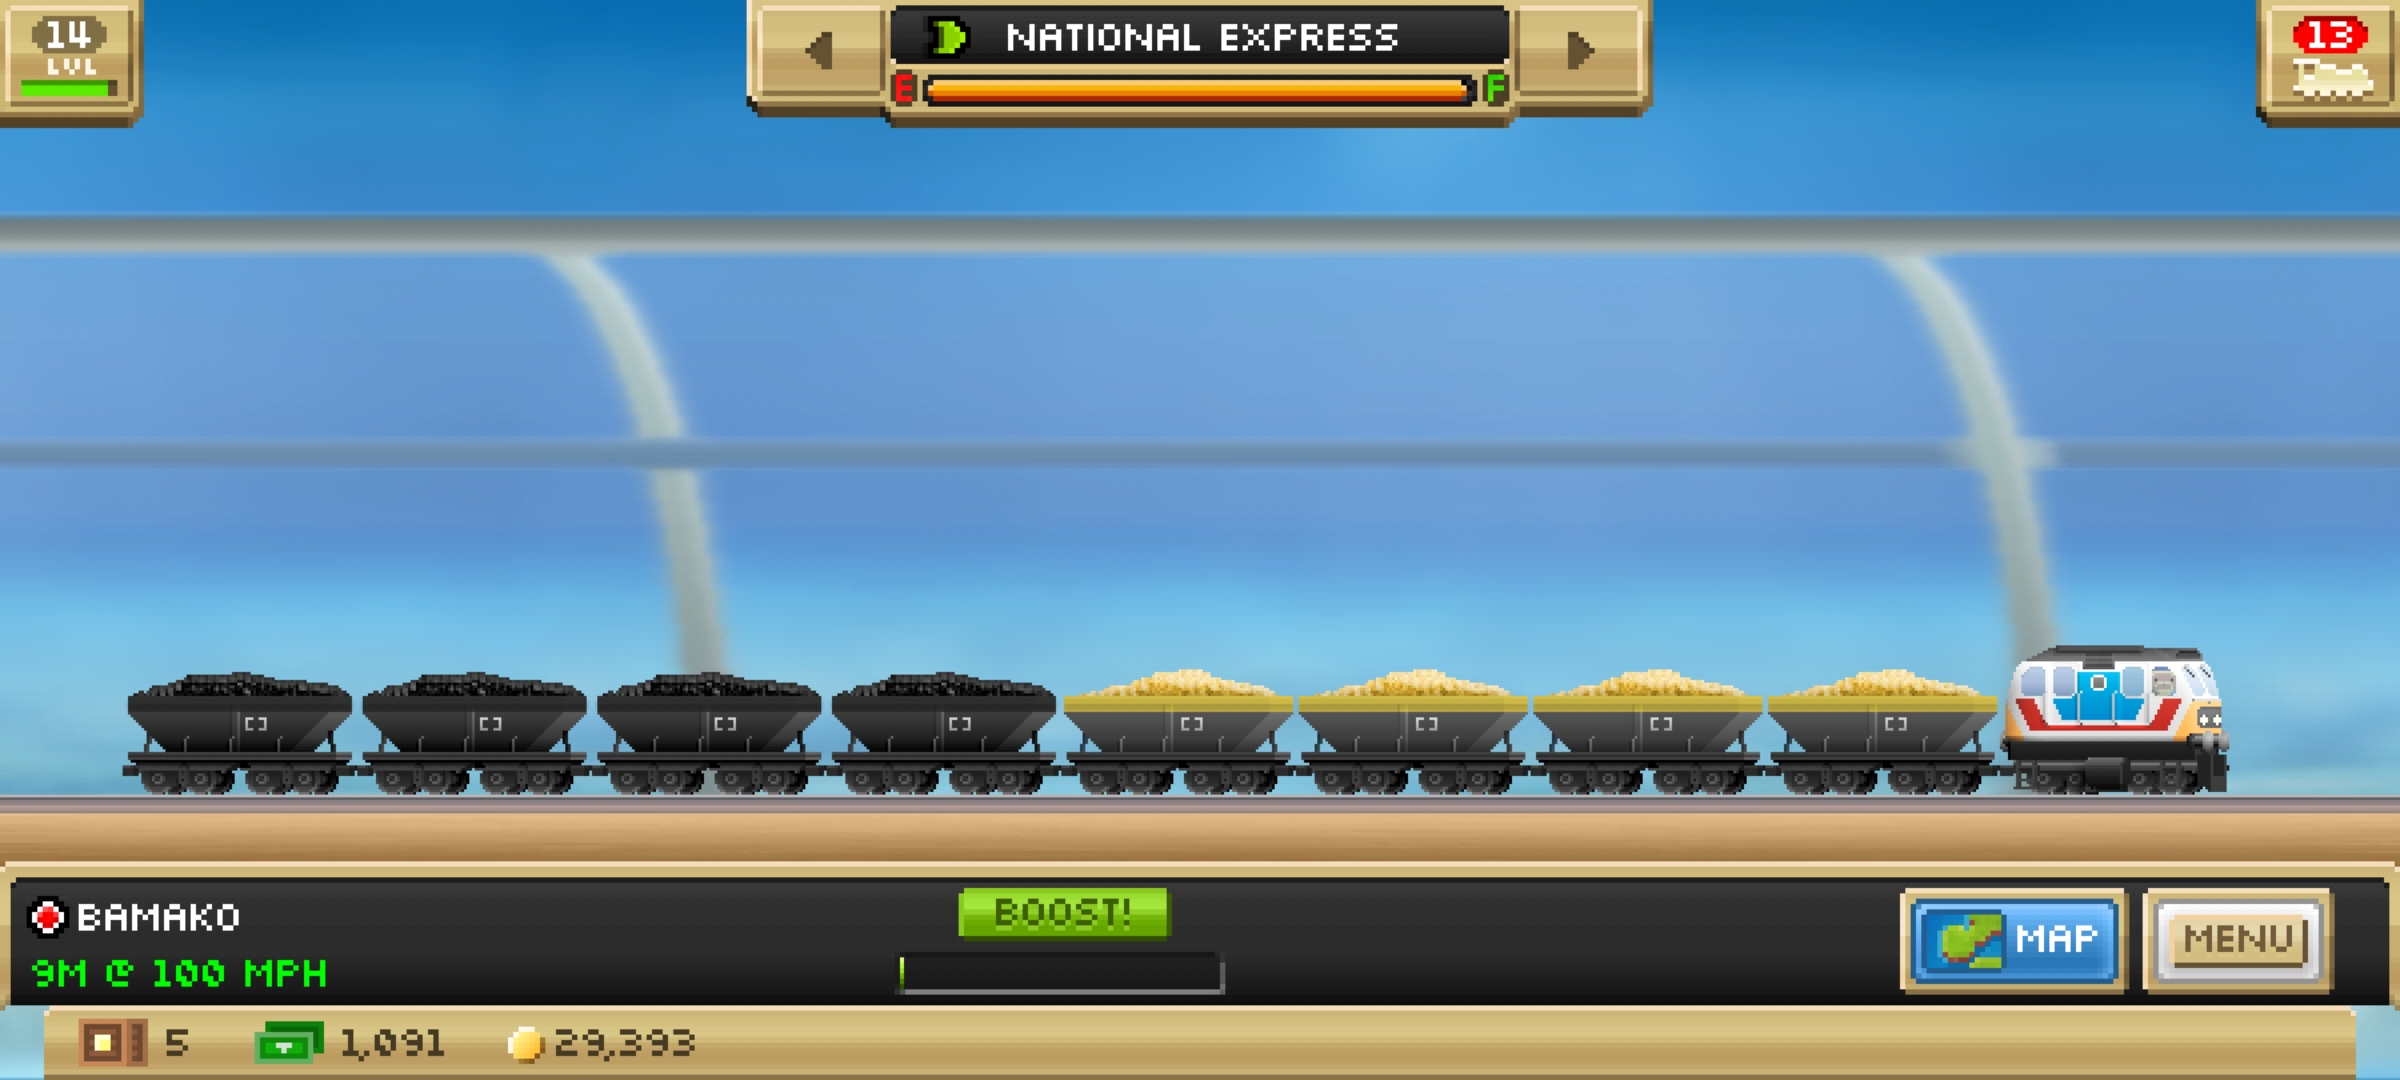 14
LVL
NATIONAL EXPRESS
E F
13
BAMAKO
9M @ 100 MPH
BOOST!
MAP
MENU
5 1,091 29,393